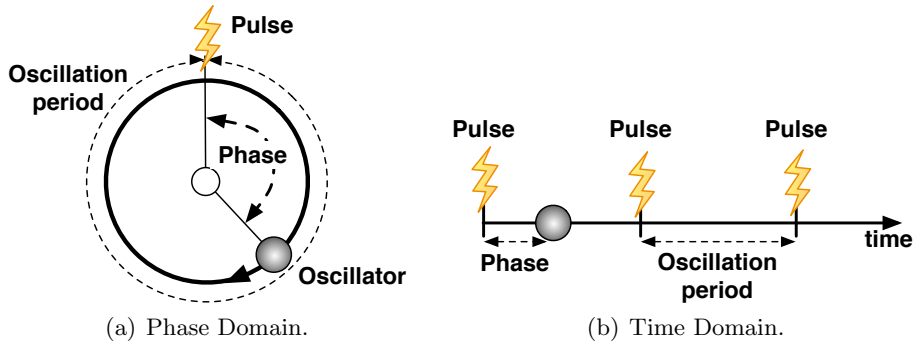 Pulse
Oscillation
period
Phase
Oscillator
(a) Phase Domain.
Pulse Pulse Pulse
time
Phase
Oscillation
period
(b) Time Domain.